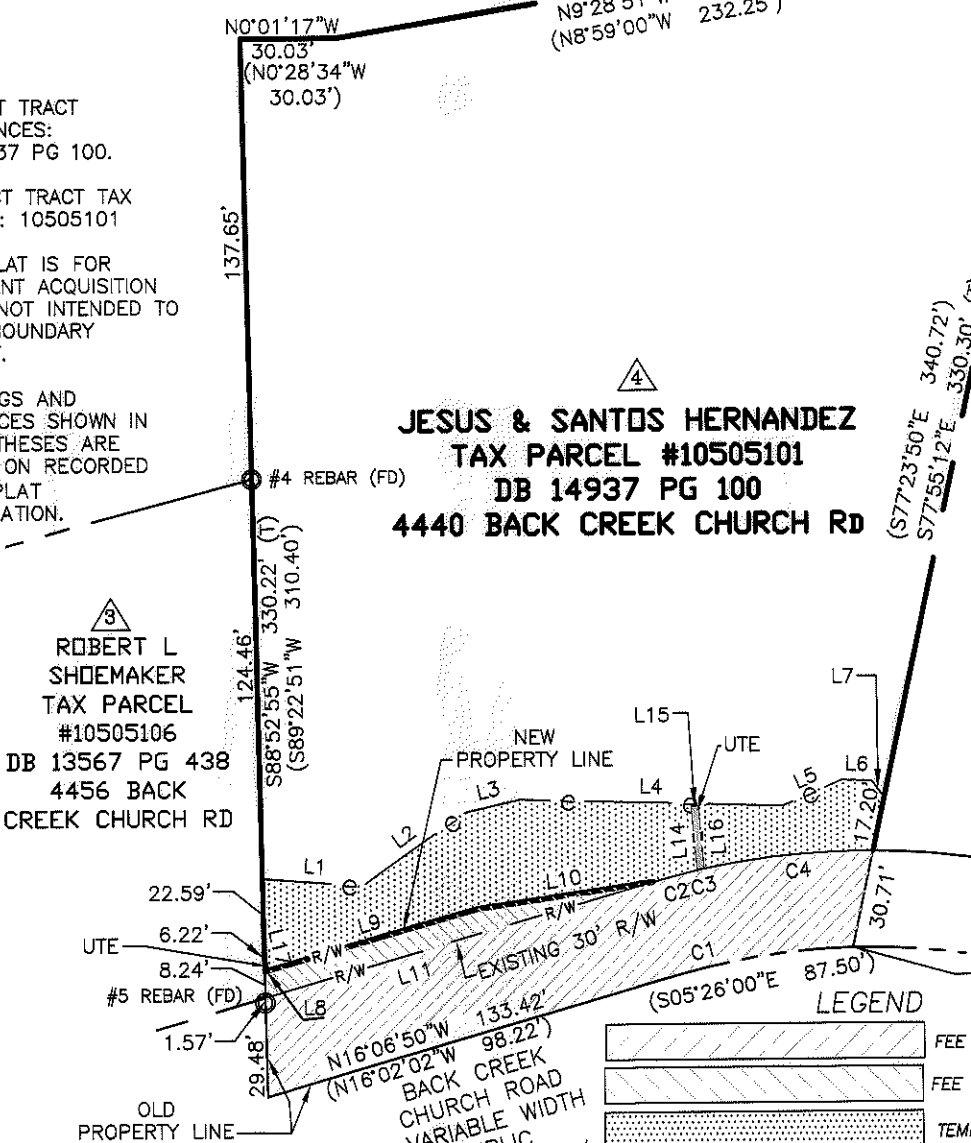 N0°01'17"W
30.03'
(N0°28'34"W
30.03')
N9°28'51"W
(N8°59'00"W 232.25')
T TRACT
NCES:
37 PG 100.
CT TRACT TAX
: 10505101
LAT IS FOR
NT ACQUISITION
NOT INTENDED TO
BOUNDARY
GS AND
CES SHOWN IN
THESES ARE
ON RECORDED
PLAT
ATION.
137.65'
#4 REBAR (FD)
4
JESUS & SANTOS HERNANDEZ
TAX PARCEL #10505101
DB 14937 PG 100
4440 BACK CREEK CHURCH RD
(S77°23'50"E 340.72')
S77°55'12"E 330.30' (T)
124.46'
S88°52'55"W 330.22' (T)
(S89°22'51"W 310.40')
3
ROBERT L
SHOEMAKER
TAX PARCEL
#10505106
DB 13567 PG 438
4456 BACK
CREEK CHURCH RD
NEW
PROPERTY LINE
L15
UTE
L7
L1
L2
L3
L4
L5
L6
17.20'
L14
L16
22.59'
6.22'
UTE
8.24'
#5 REBAR (FD)
1.57'
29.48'
L8
L9
L10
R/W
R/W
R/W
L11
EXISTING 30' R/W
C2
C3
C4
C1
30.71'
N16°06'50"W 133.42'
(N16°02'02"W 98.22')
(S05°26'00"E 87.50')
BACK CREEK
CHURCH ROAD
VARIABLE WIDTH
OLD
PROPERTY LINE
LEGEND
FEE
FEE